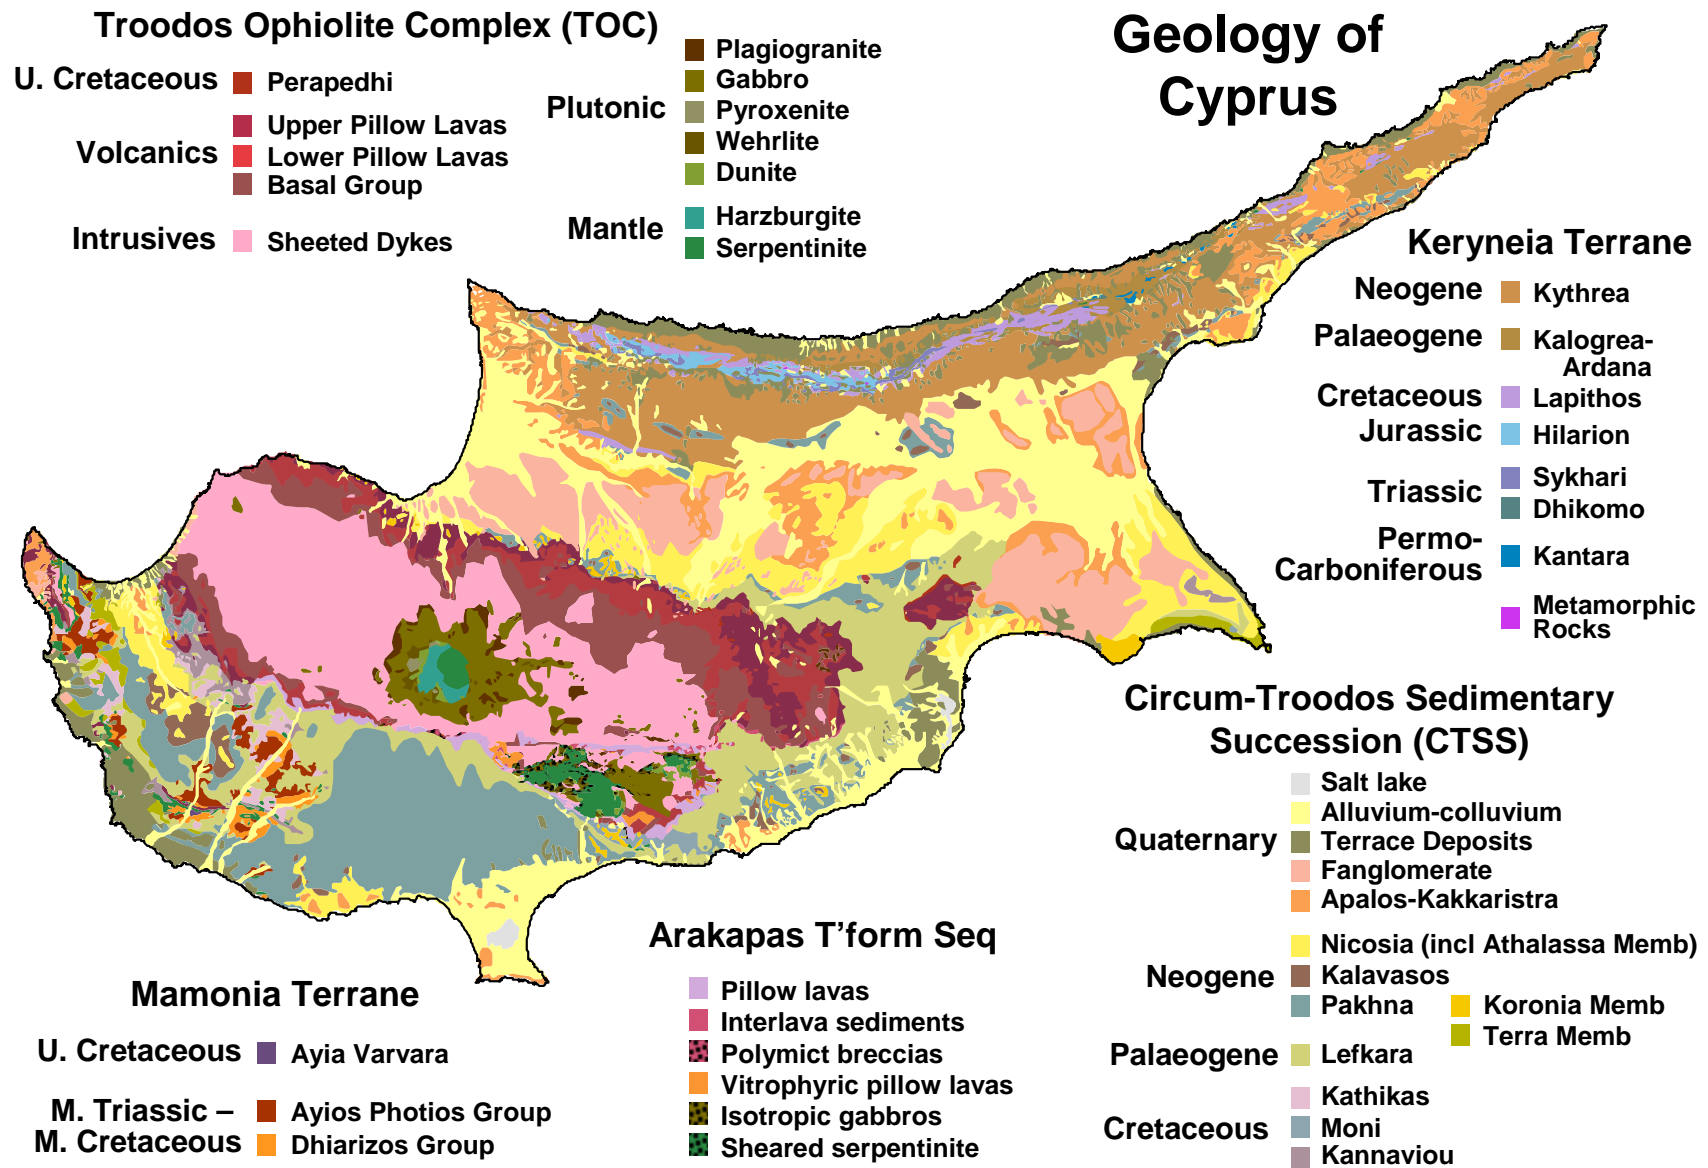 Geology of
Cyprus
Troodos Ophiolite Complex (TOC)
U. Cretaceous
Perapedhi
Volcanics
Upper Pillow Lavas
Lower Pillow Lavas
Basal Group
Intrusives
Sheeted Dykes
Plutonic
Plagiogranite
Gabbro
Pyroxenite
Wehrlite
Dunite
Mantle
Harzburgite
Serpentinite
Keryneia Terrane
Neogene
Kythrea
Palaeogene
Kalogrea-
Ardana
Cretaceous
Lapithos
Jurassic
Hilarion
Triassic
Sykhari
Dhikomo
Permo-
Carboniferous
Kantara
Metamorphic
Rocks
Circum-Troodos Sedimentary
Succession (CTSS)
Quaternary
Salt lake
Alluvium-colluvium
Terrace Deposits
Fanglomerate
Apalos-Kakkaristra
Neogene
Nicosia (incl Athalassa Memb)
Kalavasos
Pakhna
Koronia Memb
Terra Memb
Palaeogene
Lefkara
Cretaceous
Kathikas
Moni
Kannaviou
Arakapas T’form Seq
Pillow lavas
Interlava sediments
Polymict breccias
Vitrophyric pillow lavas
Isotropic gabbros
Sheared serpentinite
Mamonia Terrane
U. Cretaceous
Ayia Varvara
M. Triassic –
M. Cretaceous
Ayios Photios Group
Dhiarizos Group